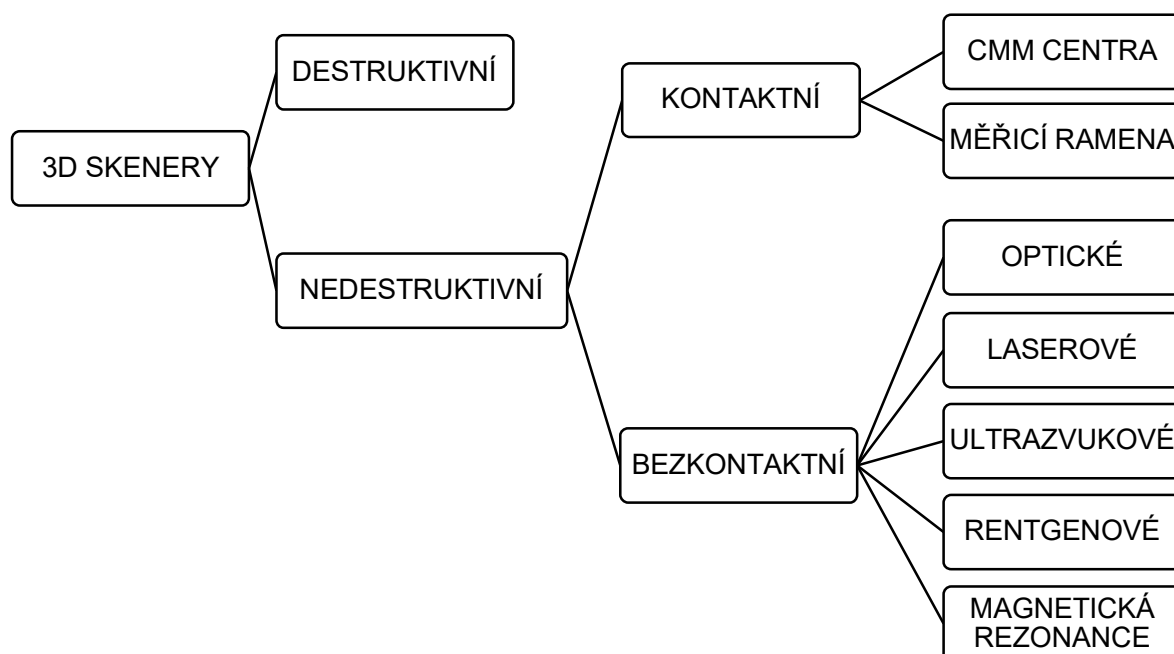 3D SKENERY
DESTRUKTIVNÍ
NEDESTRUKTIVNÍ
KONTAKTNÍ
BEZKONTAKTNÍ
CMM CENTRA
MĚŘICÍ RAMENA
OPTICKÉ
LASEROVÉ
ULTRAZVUKOVÉ
RENTGENOVÉ
MAGNETICKÁ
REZONANCE